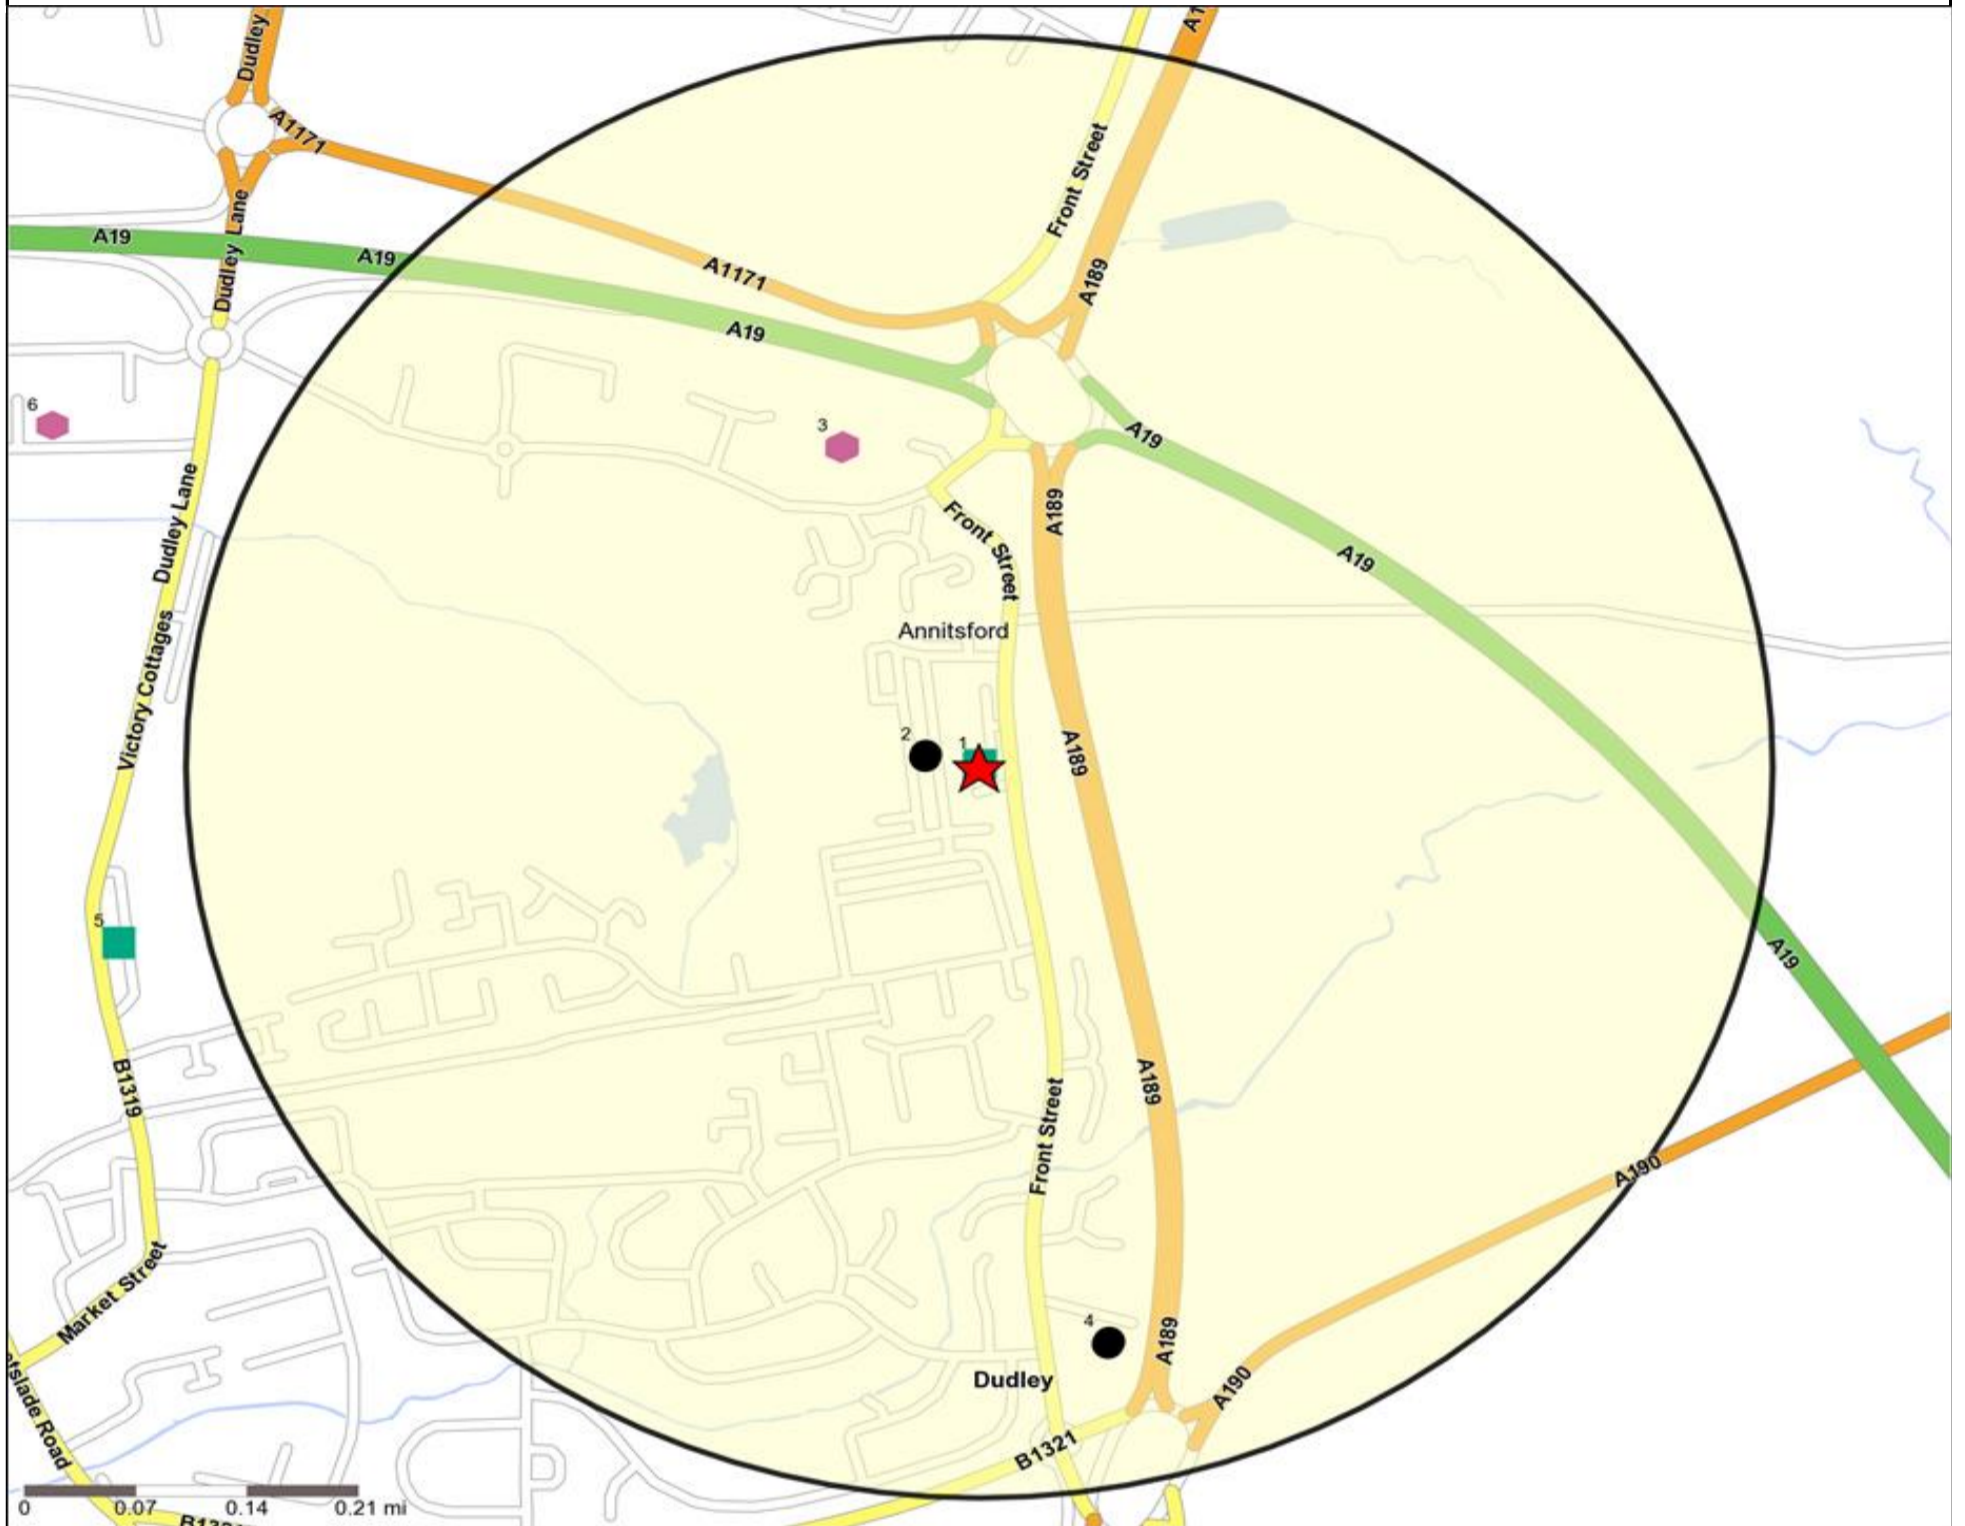 Dudley
A1
A1171
Front Street
Dudley Lane
A19
A19
A1171
A189
A19
6
3
A19
Dudley Lane
Front Street
A189
A19
Victory Cottages
Annitsford
2
1
A189
5
A19
B1319
A189
Front Street
A190
Market Street
4
A189
Dudley
A190
Road
B1321
0 0.07 0.14 0.21 mi